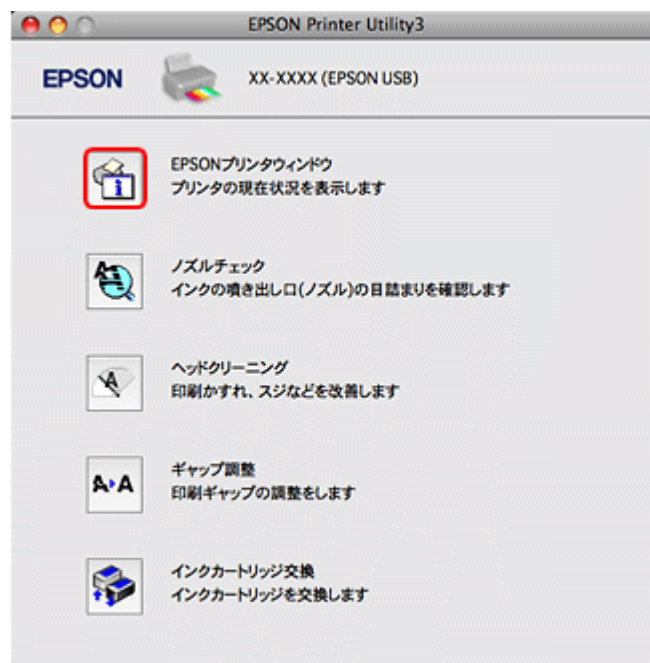 EPSON Printer Utility3
EPSON
XX-XXXX (EPSON USB)
EPSONプリンタウィンドウ
プリンタの現在状況を表示します
ノズルチェック
インクの噴き出し口(ノズル)の目詰まりを確認します
ヘッドクリーニング
印刷かすれ、スジなどを改善します
ギャップ調整
印刷ギャップの調整をします
インクカートリッジ交換
インクカートリッジを交換します